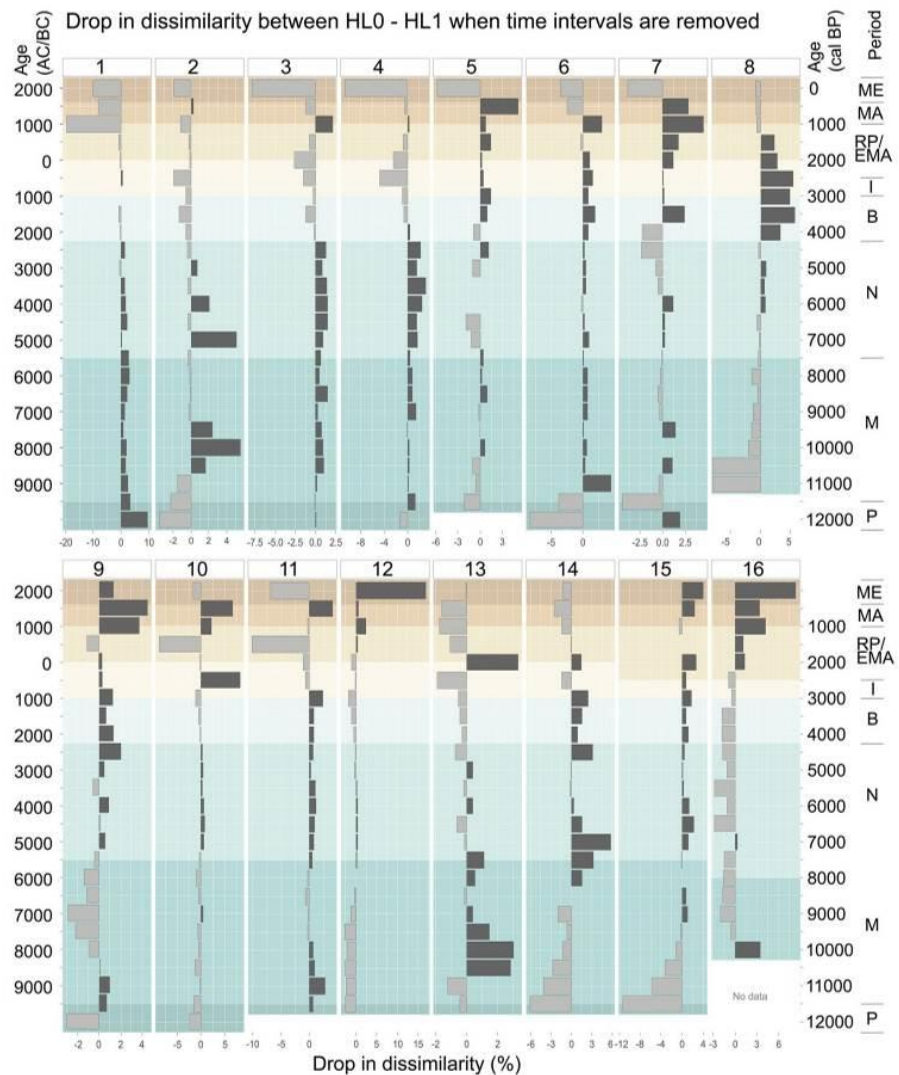 Drop in dissimilarity between HL0 - HL1 when time intervals are removed
Age (AC/BC)
Age (cal BP)
Period
1 2 3 4 5 6 7 8
2000 0 ME
MA
1000 1000
RP/
0 2000 EMA
I
1000 3000
B
2000 4000
3000 5000
N
4000 6000
5000 7000
6000 8000
7000 9000
M
8000 10000
9000 11000
12000 P
-20 -10 0 10 -2 0 2 4 -7.5 -5.0 -2.5 0.0 2.5 -8 -4 0 4 -6 -3 0 3 -5 0 -2.5 0.0 2.5 -5 0 5
9 10 11 12 13 14 15 16
2000 ME
MA
1000 1000
RP/
0 2000 EMA
I
1000 3000
B
2000 4000
3000 5000
N
4000 6000
5000 7000
6000 8000
7000 9000
M
8000 10000
9000 11000
No data
12000 P
-2 0 2 4 -5 0 5 -10 -5 0 0 5 10 15 -2 0 2 -6 -3 0 3 6 -12 -8 -4 0 4 -3 0 3 6
Drop in dissimilarity (%)